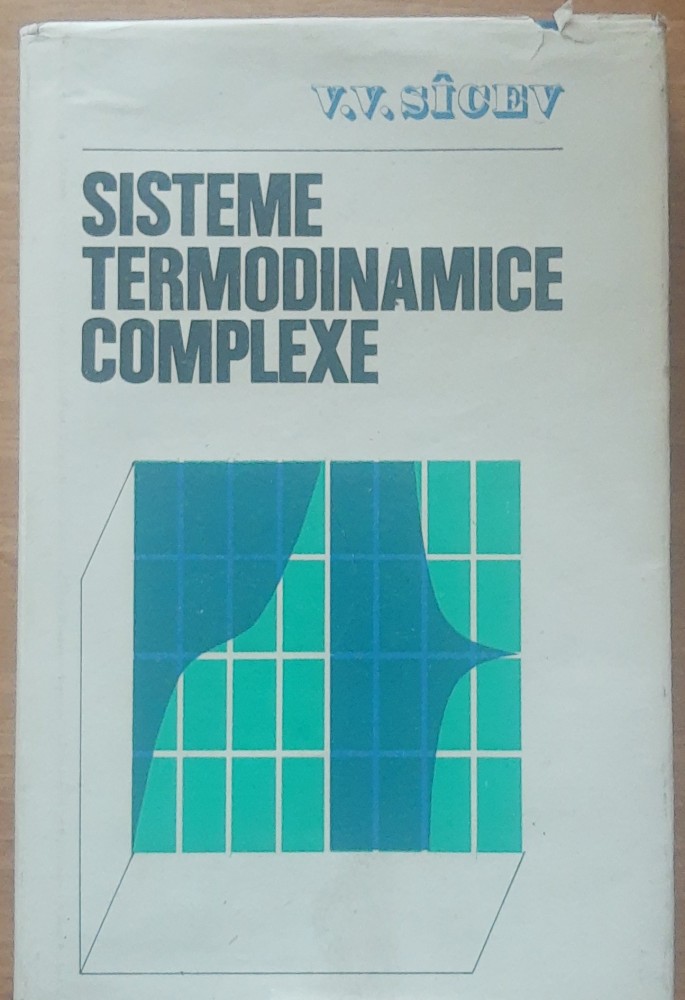 V.V. SÎCEV
SISTEME
TERMODINAMICE
COMPLEXE